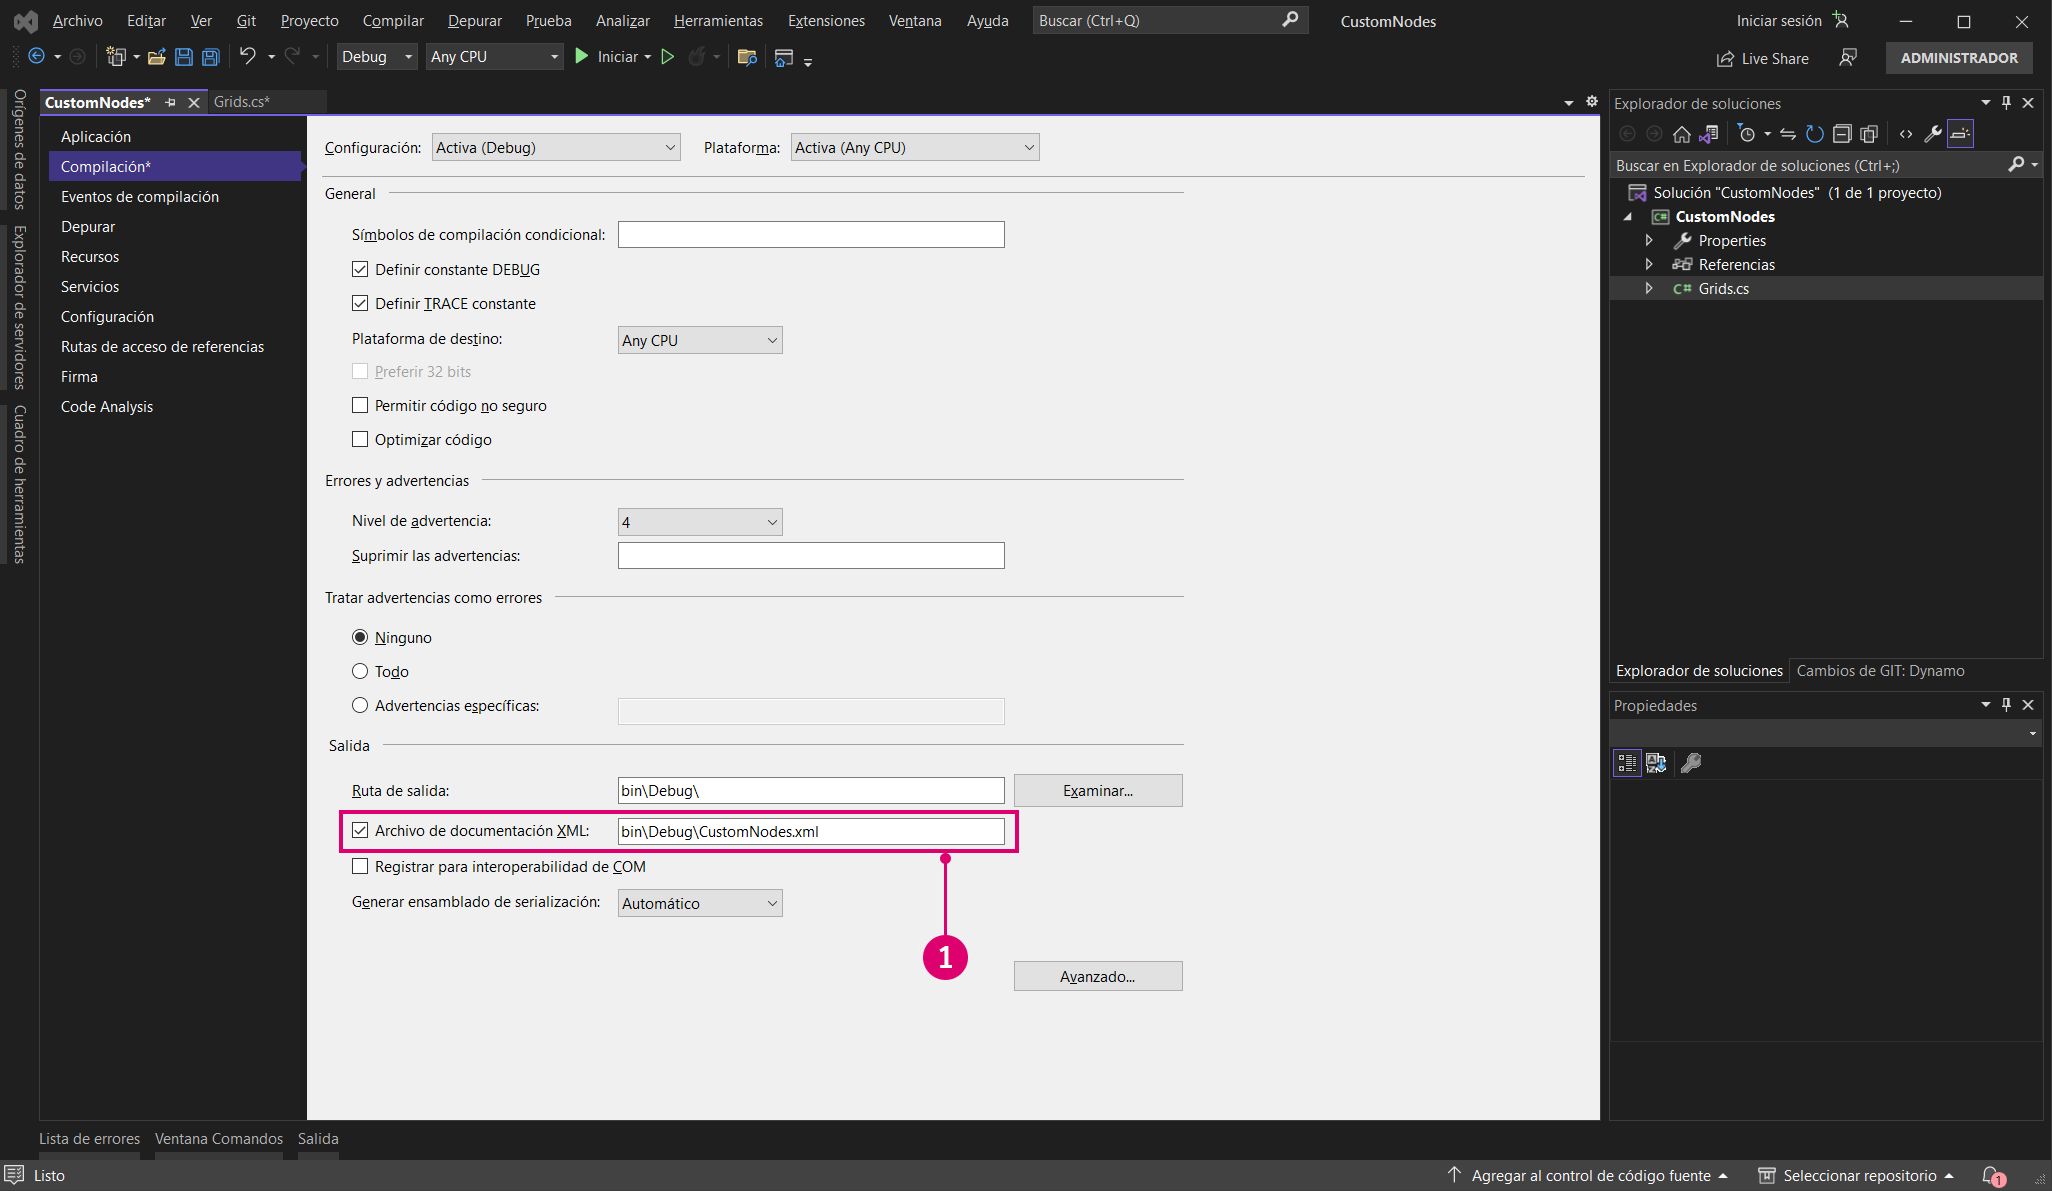 Archivo Editar Ver Git Proyecto Compilar Depurar Prueba Analizar Herramientas Extensiones Ventana Ayuda Buscar (Ctrl+Q) CustomNodes Iniciar sesión
Debug Any CPU Iniciar Live Share ADMINISTRADOR
Orígenes de datos
Explorador de servidores
Cuadro de herramientas
CustomNodes* Grids.cs*
Aplicación
Compilación*
Eventos de compilación
Depurar
Recursos
Servicios
Configuración
Rutas de acceso de referencias
Firma
Code Analysis
Configuración: Activa (Debug) Plataforma: Activa (Any CPU)
General
Símbolos de compilación condicional:
Definir constante DEBUG
Definir TRACE constante
Plataforma de destino: Any CPU
Preferir 32 bits
Permitir código no seguro
Optimizar código
Errores y advertencias
Nivel de advertencia: 4
Suprimir las advertencias:
Tratar advertencias como errores
Ninguno
Todo
Advertencias específicas:
Salida
Ruta de salida: bin\Debug\ Examinar...
Archivo de documentación XML: bin\Debug\CustomNodes.xml
Registrar para interoperabilidad de COM
Generar ensamblado de serialización: Automático
1
Avanzado...
Explorador de soluciones
Buscar en Explorador de soluciones (Ctrl+;)
Solución "CustomNodes" (1 de 1 proyecto)
C# CustomNodes
Properties
Referencias
C# Grids.cs
Explorador de soluciones Cambios de GIT: Dynamo
Propiedades
Lista de errores Ventana Comandos Salida
Listo Agregar al control de código fuente Seleccionar repositorio 1